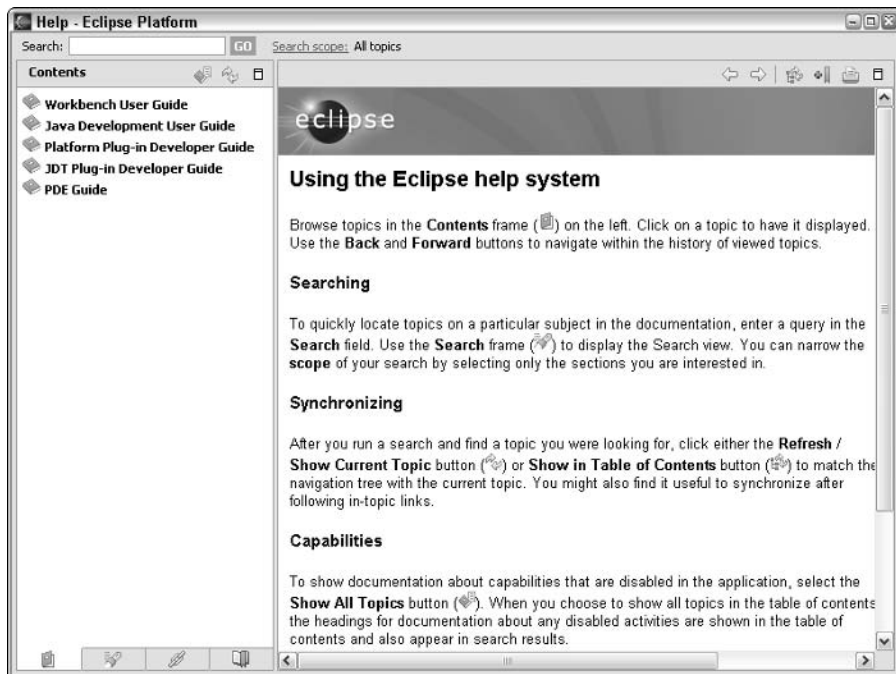 Help - Eclipse Platform
Search: GO Search scope: All topics
Contents
Workbench User Guide
Java Development User Guide
Platform Plug-in Developer Guide
JDT Plug-in Developer Guide
PDE Guide
eclipse
Using the Eclipse help system
Browse topics in the Contents frame ( ) on the left. Click on a topic to have it displayed.
Use the Back and Forward buttons to navigate within the history of viewed topics.
Searching
To quickly locate topics on a particular subject in the documentation, enter a query in the
Search field. Use the Search frame ( ) to display the Search view. You can narrow the
scope of your search by selecting only the sections you are interested in.
Synchronizing
After you run a search and find a topic you were looking for, click either the Refresh /
Show Current Topic button ( ) or Show in Table of Contents button ( ) to match the
navigation tree with the current topic. You might also find it useful to synchronize after
following in-topic links.
Capabilities
To show documentation about capabilities that are disabled in the application, select the
Show All Topics button ( ). When you choose to show all topics in the table of contents
the headings for documentation about any disabled activities are shown in the table of
contents and also appear in search results.